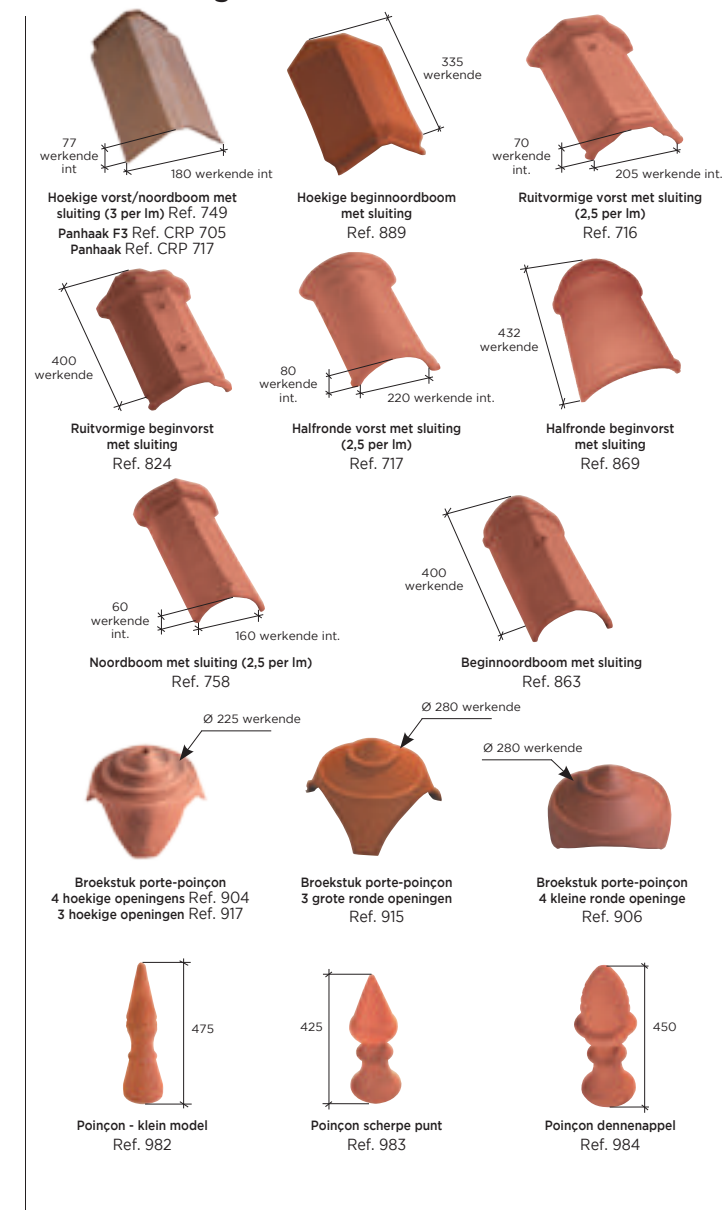 335
werkende
77
werkende
int
180 werkende int
70
werkende
int.
205 werkende int.
Hoekige vorst/noordboom met
sluiting (3 per lm) Ref. 749
Panhaak F3 Ref. CRP 705
Panhaak Ref. CRP 717
Hoekige beginnoordboom
met sluiting
Ref. 889
Ruitvormige vorst met sluiting
(2,5 per lm)
Ref. 716
400
werkende
80
werkende
int.
220 werkende int.
432
werkende
Ruitvormige beginvorst
met sluiting
Ref. 824
Halfronde vorst met sluiting
(2,5 per lm)
Ref. 717
Halfronde beginvorst
met sluiting
Ref. 869
60
werkende
int.
160 werkende int.
400
werkende
Noordboom met sluiting (2,5 per lm)
Ref. 758
Beginnoordboom met sluiting
Ref. 863
Ø 225 werkende
Ø 280 werkende
Ø 280 werkende
Broekstuk porte-poinçon
4 hoekige openingens Ref. 904
3 hoekige openingen Ref. 917
Broekstuk porte-poinçon
3 grote ronde openingen
Ref. 915
Broekstuk porte-poinçon
4 kleine ronde openinge
Ref. 906
475
425
450
Poinçon - klein model
Ref. 982
Poinçon scherpe punt
Ref. 983
Poinçon dennenappel
Ref. 984